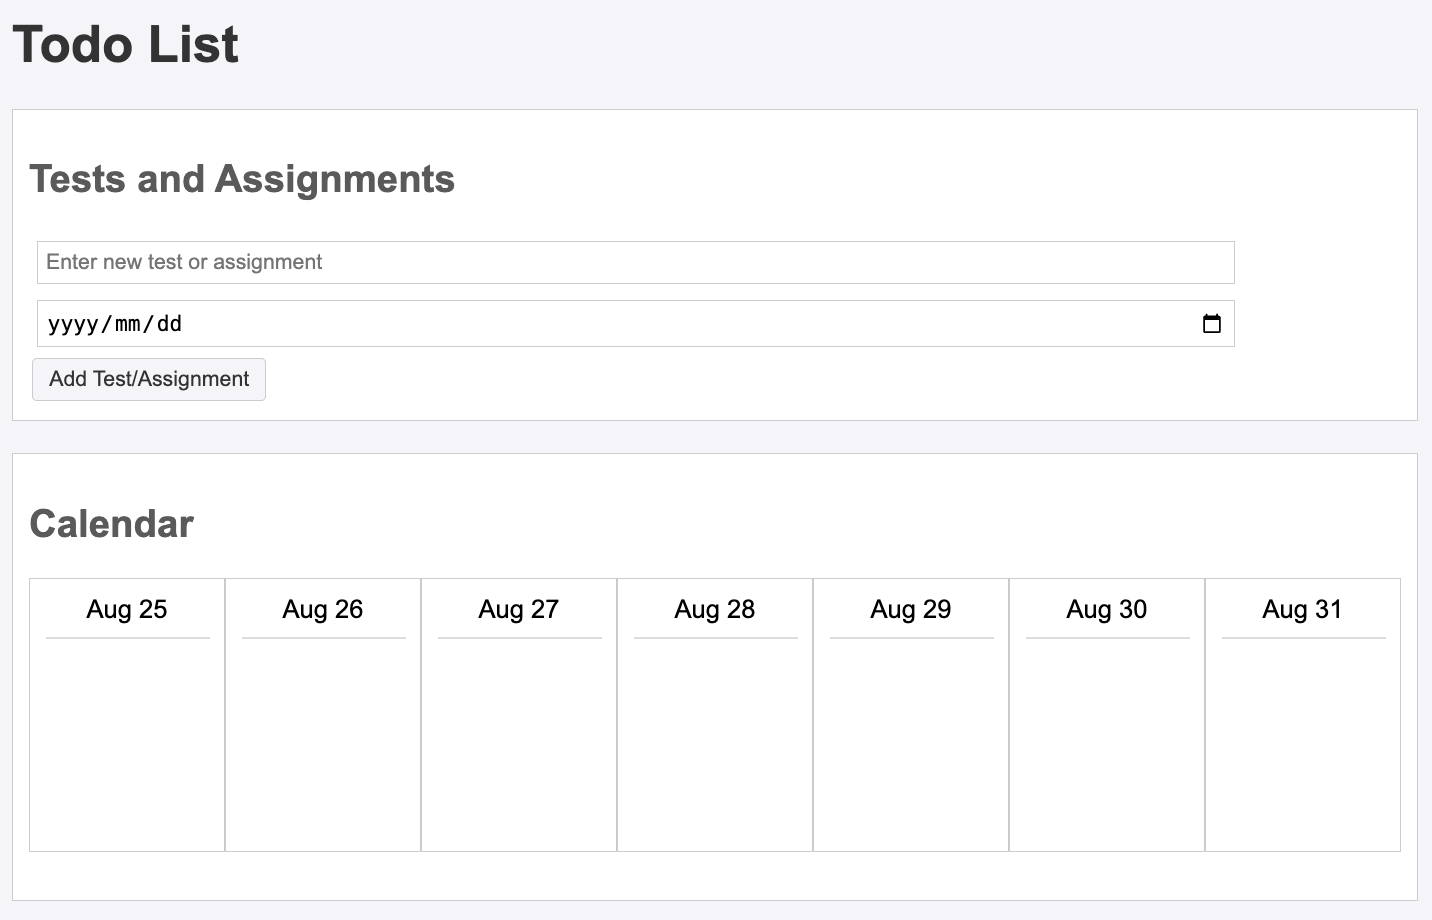 Todo List
Tests and Assignments
Enter new test or assignment
yyyy/mm/dd
Add Test/Assignment
Calendar
Aug 25 Aug 26 Aug 27 Aug 28 Aug 29 Aug 30 Aug 31